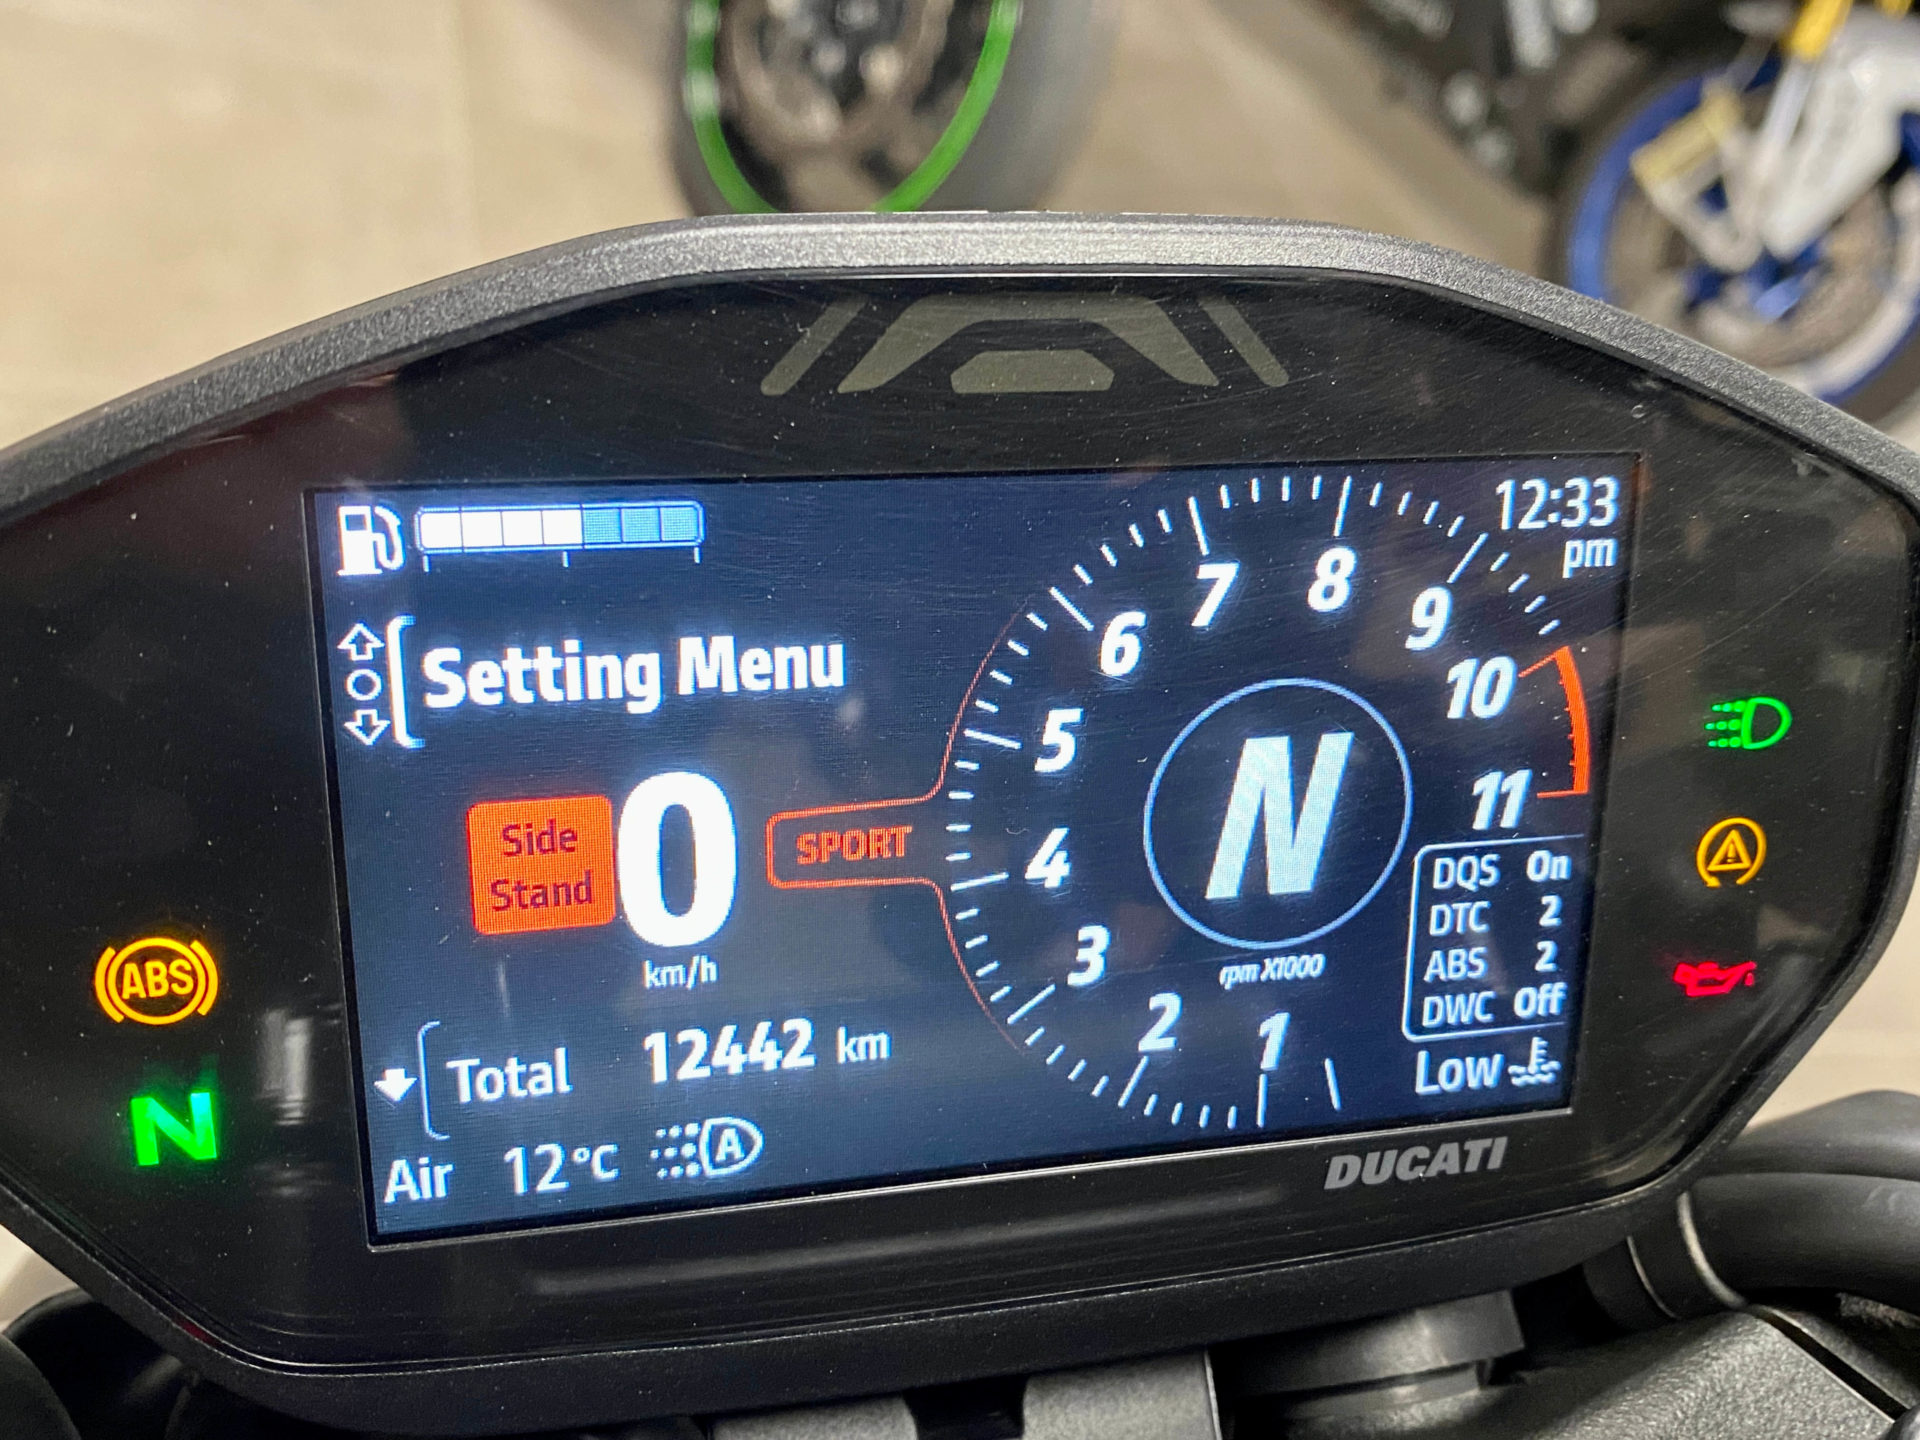 12:33
pm
Setting Menu
Side
Stand
0
km/h
SPORT
1
2
3
4
5
6
7
8
9
10
11
N
rpm X1000
DQS On
DTC 2
ABS 2
DWC Off
Low
Total 12442 km
Air 12°C
A
DUCATI
ABS
N